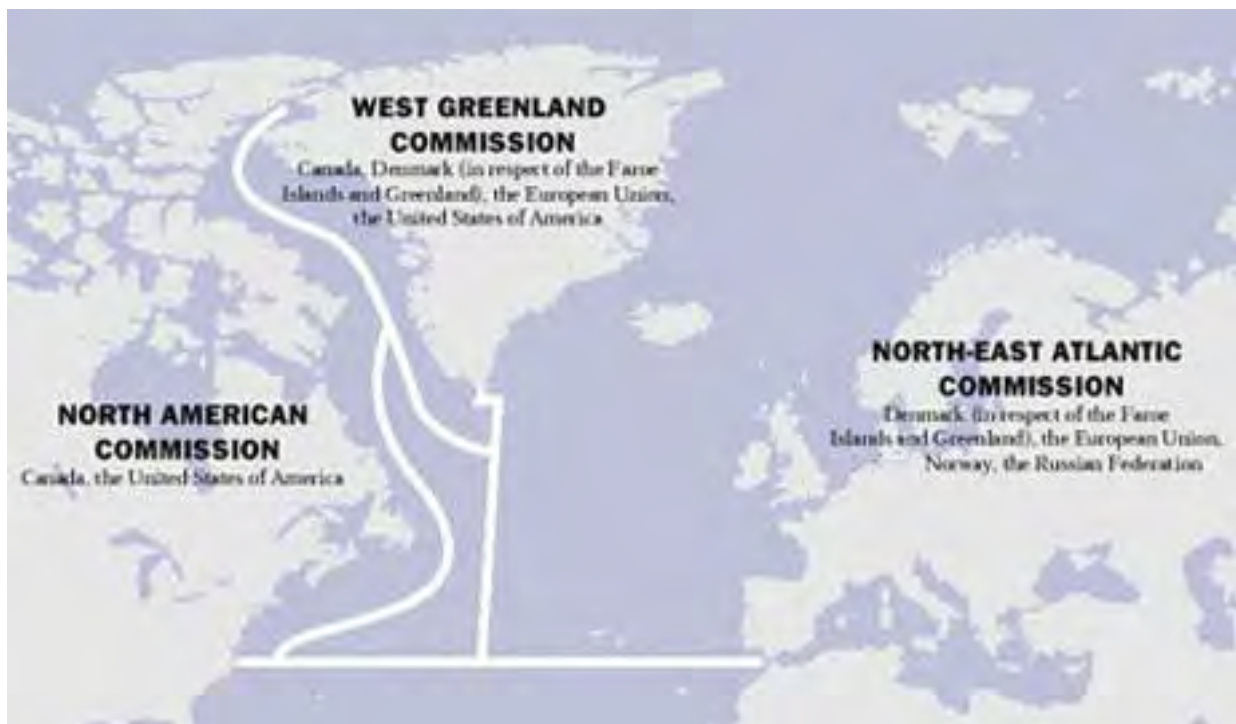 WEST GREENLAND
COMMISSION
Canada, Denmark (in respect of the Faroe
Islands and Greenland), the European Union,
the United States of America
NORTH-EAST ATLANTIC
COMMISSION
Denmark (in respect of the Faroe
Islands and Greenland), the European Union,
Norway, the Russian Federation
NORTH AMERICAN
COMMISSION
Canada, the United States of America